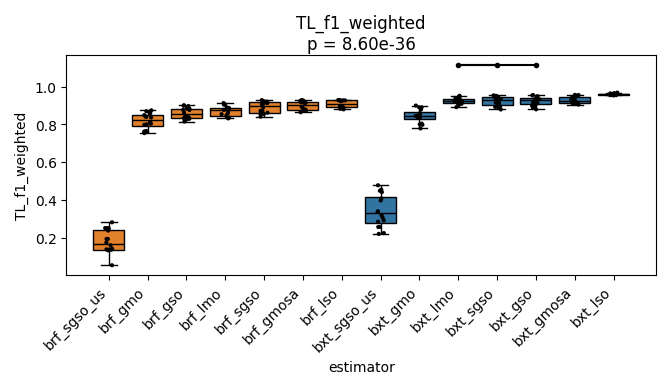 TL_f1_weighted
p = 8.60e-36
TL_f1_weighted
1.0
0.8
0.6
0.4
0.2
brf_sgso_us
brf_gmo
brf_gso
brf_lmo
brf_sgso
brf_gmosa
brf_lso
bxt_sgso_us
bxt_gmo
bxt_lmo
bxt_sgso
bxt_gso
bxt_gmosa
bxt_lso
estimator